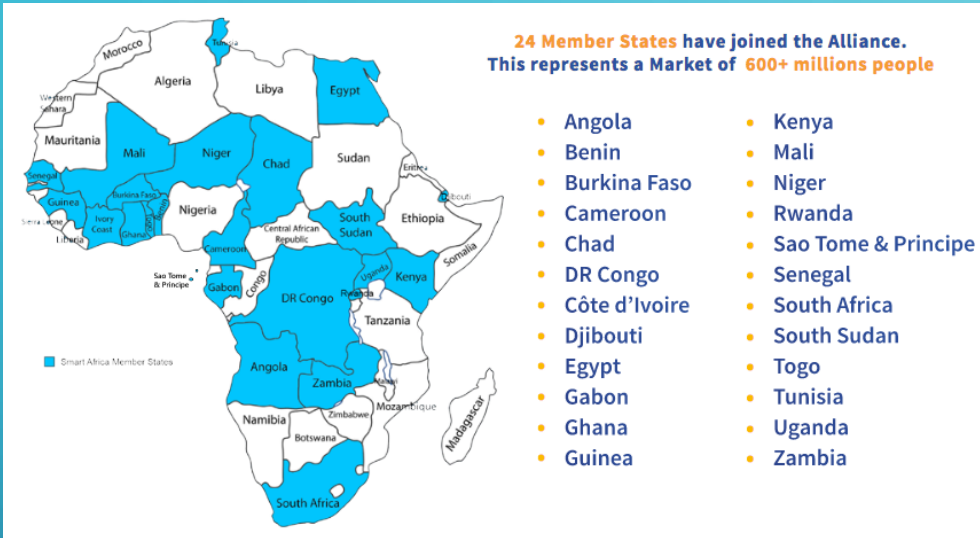 24 Member States have joined the Alliance.
This represents a Market of 600+ millions people
Angola
Benin
Burkina Faso
Cameroon
Chad
DR Congo
Côte d’Ivoire
Djibouti
Egypt
Gabon
Ghana
Guinea
Kenya
Mali
Niger
Rwanda
Sao Tome & Principe
Senegal
South Africa
South Sudan
Togo
Tunisia
Uganda
Zambia
Morocco
Tunisia
Algeria
Libya
Egypt
Western
Sahara
Mauritania
Mali
Niger
Chad
Sudan
Eritrea
Djibouti
Senegal
Guinea
Sierra Leone
Liberia
Ivory
Coast
Burkina Faso
Ghana
Togo
Benin
Nigeria
Cameroon
Central African
Republic
South
Sudan
Ethiopia
Somalia
Sao Tome
& Principe
Gabon
Congo
DR Congo
Uganda
Kenya
Rwanda
Tanzania
Angola
Zambia
Malawi
Mozambique
Zimbabwe
Namibia
Botswana
Madagascar
South Africa
Smart Africa Member States